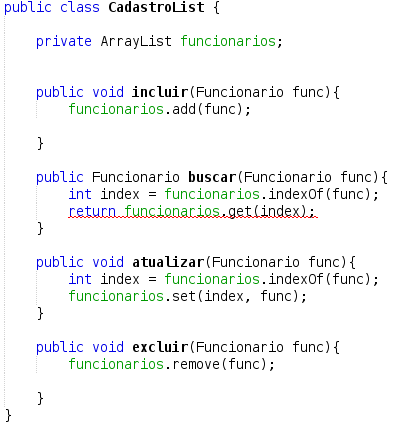 public class CadastroList {
private ArrayList funcionarios;
public void incluir(Funcionario func){
funcionarios.add(func);
}
public Funcionario buscar(Funcionario func){
int index = funcionarios.indexOf(func);
return funcionarios.get(index);
}
public void atualizar(Funcionario func){
int index = funcionarios.indexOf(func);
funcionarios.set(index, func);
}
public void excluir(Funcionario func){
funcionarios.remove(func);
}
}